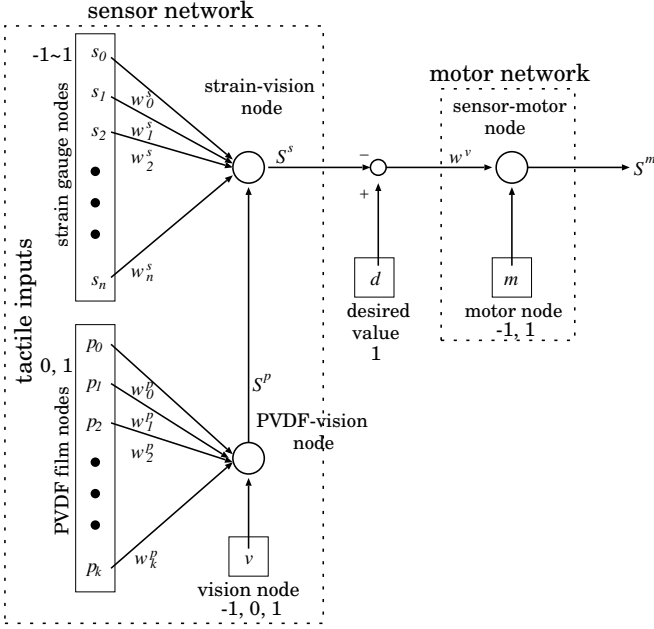 sensor network
-1~1
strain gauge nodes
s0
s1
s2
sn
w0s
w1s
w2s
wns
strain-vision
node
Ss
−
+
d
desired
value
1
motor network
sensor-motor
node
wv
Sm
m
motor node
-1, 1
tactile inputs
0, 1
PVDF film nodes
p0
p1
p2
pk
w0p
w1p
w2p
wkp
Sp
PVDF-vision
node
v
vision node
-1, 0, 1